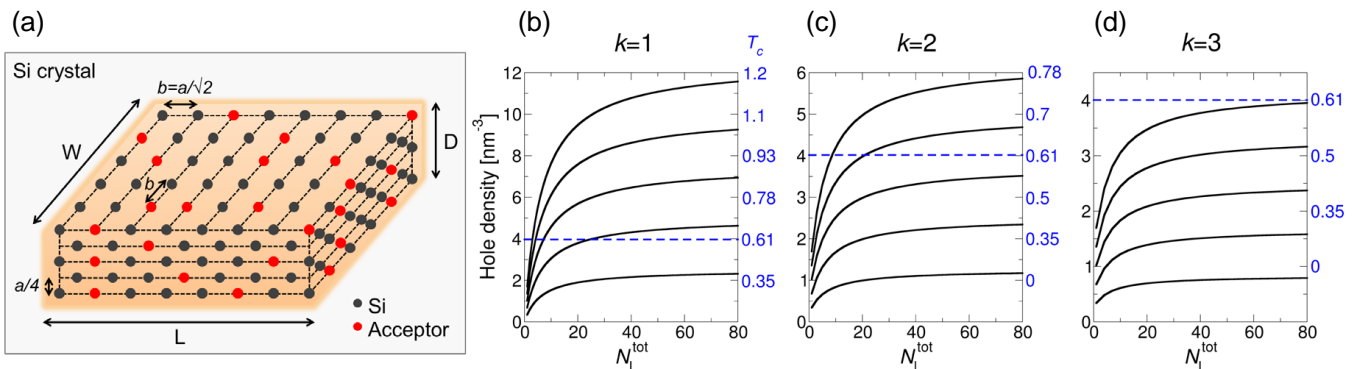 (a)
Si crystal
b=a/√2
W
D
b
a/4
L
Si
Acceptor
(b)
k=1
T_c
Hole density [nm⁻³]
12
10
8
6
4
2
0
1.2
1.1
0.93
0.78
0.61
0.35
0 20 40 60 80
N_l^tot
(c)
k=2
6
5
4
3
2
1
0
0.78
0.7
0.61
0.5
0.35
0
0 20 40 60 80
N_l^tot
(d)
k=3
4
3
2
1
0
0.61
0.5
0.35
0
0 20 40 60 80
N_l^tot